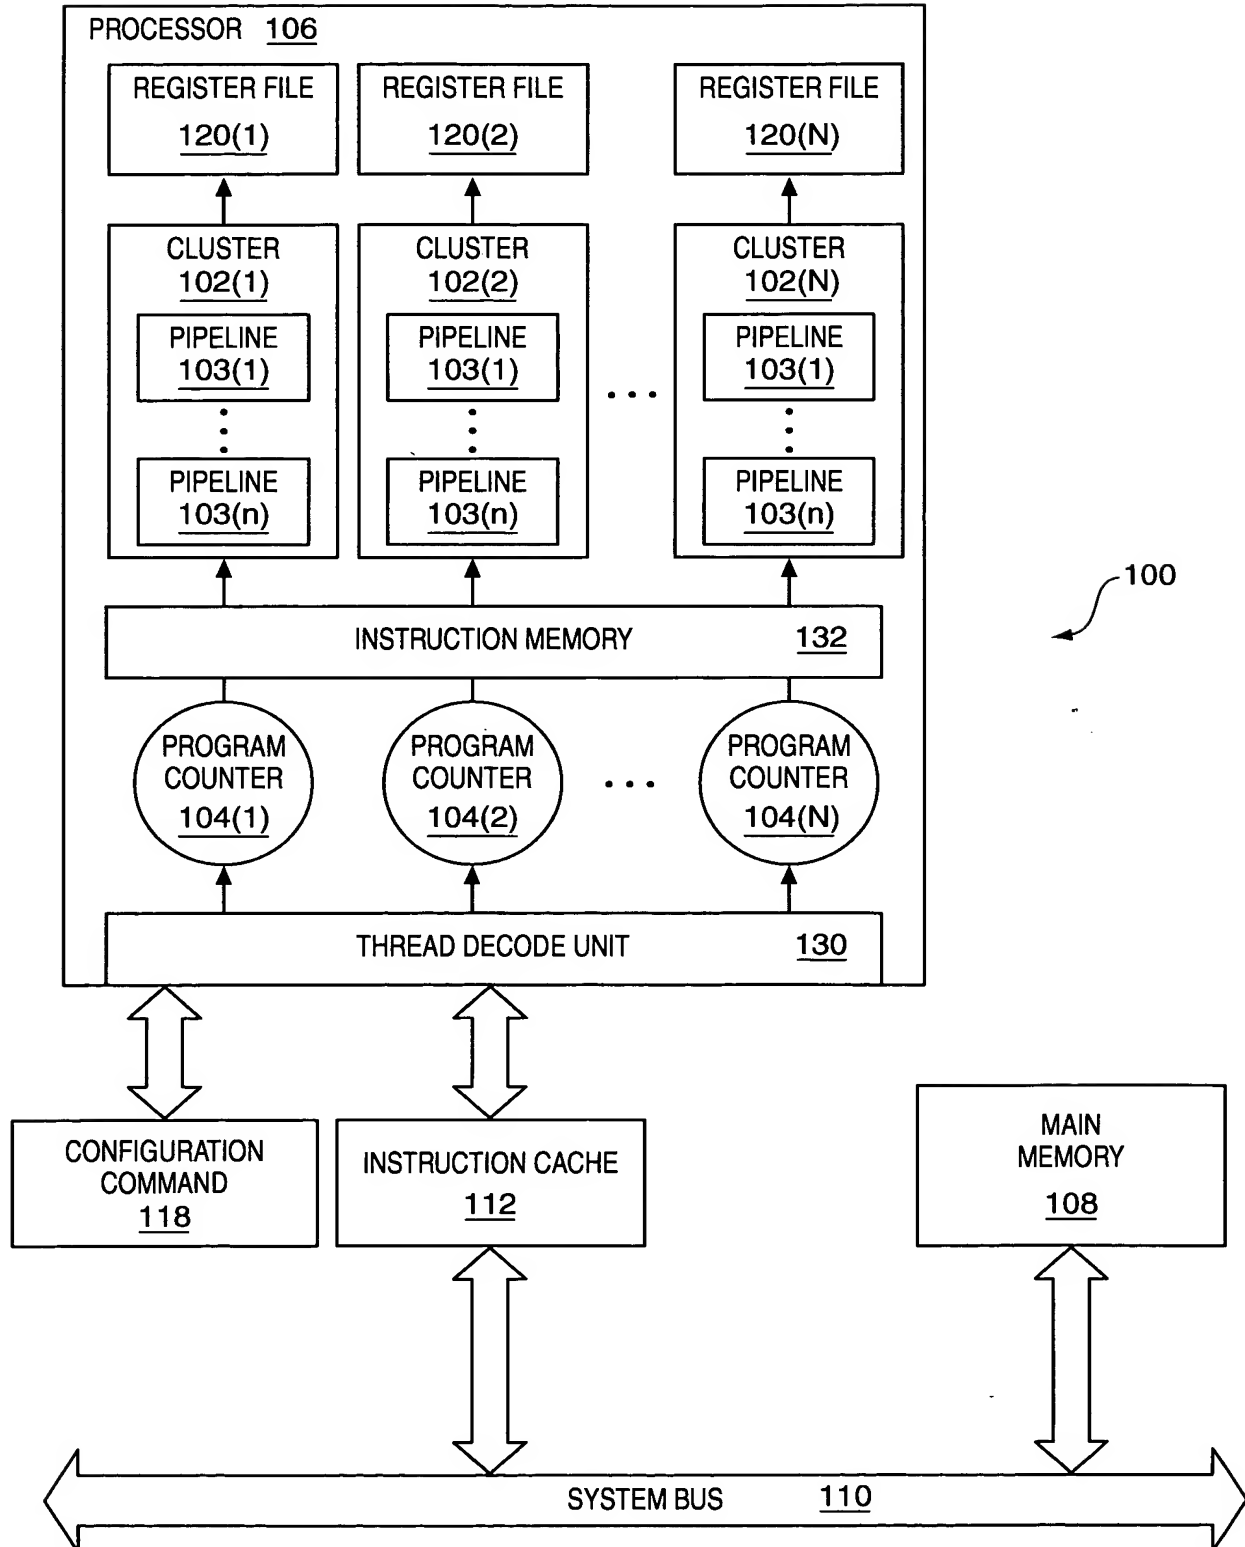 PROCESSOR 106
REGISTER FILE REGISTER FILE REGISTER FILE
120(1) 120(2) 120(N)
CLUSTER CLUSTER CLUSTER
102(1) 102(2) 102(N)
PIPELINE PIPELINE PIPELINE
103(1) 103(1) 103(1)
PIPELINE PIPELINE PIPELINE
103(n) 103(n) 103(n)
100
INSTRUCTION MEMORY 132
PROGRAM PROGRAM PROGRAM
COUNTER COUNTER COUNTER
104(1) 104(2) 104(N)
THREAD DECODE UNIT 130
CONFIGURATION
COMMAND
118
INSTRUCTION CACHE
112
MAIN
MEMORY
108
SYSTEM BUS 110